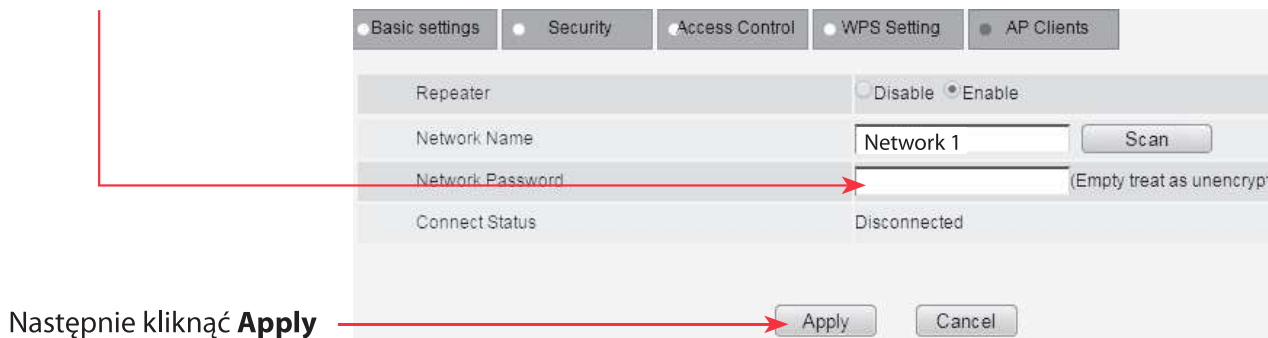 Basic settings Security Access Control WPS Setting AP Clients
Repeater Disable Enable
Network Name Network 1 Scan
Network Password (Empty treat as unencrypt
Connect Status Disconnected
Następnie kliknąć Apply Apply Cancel